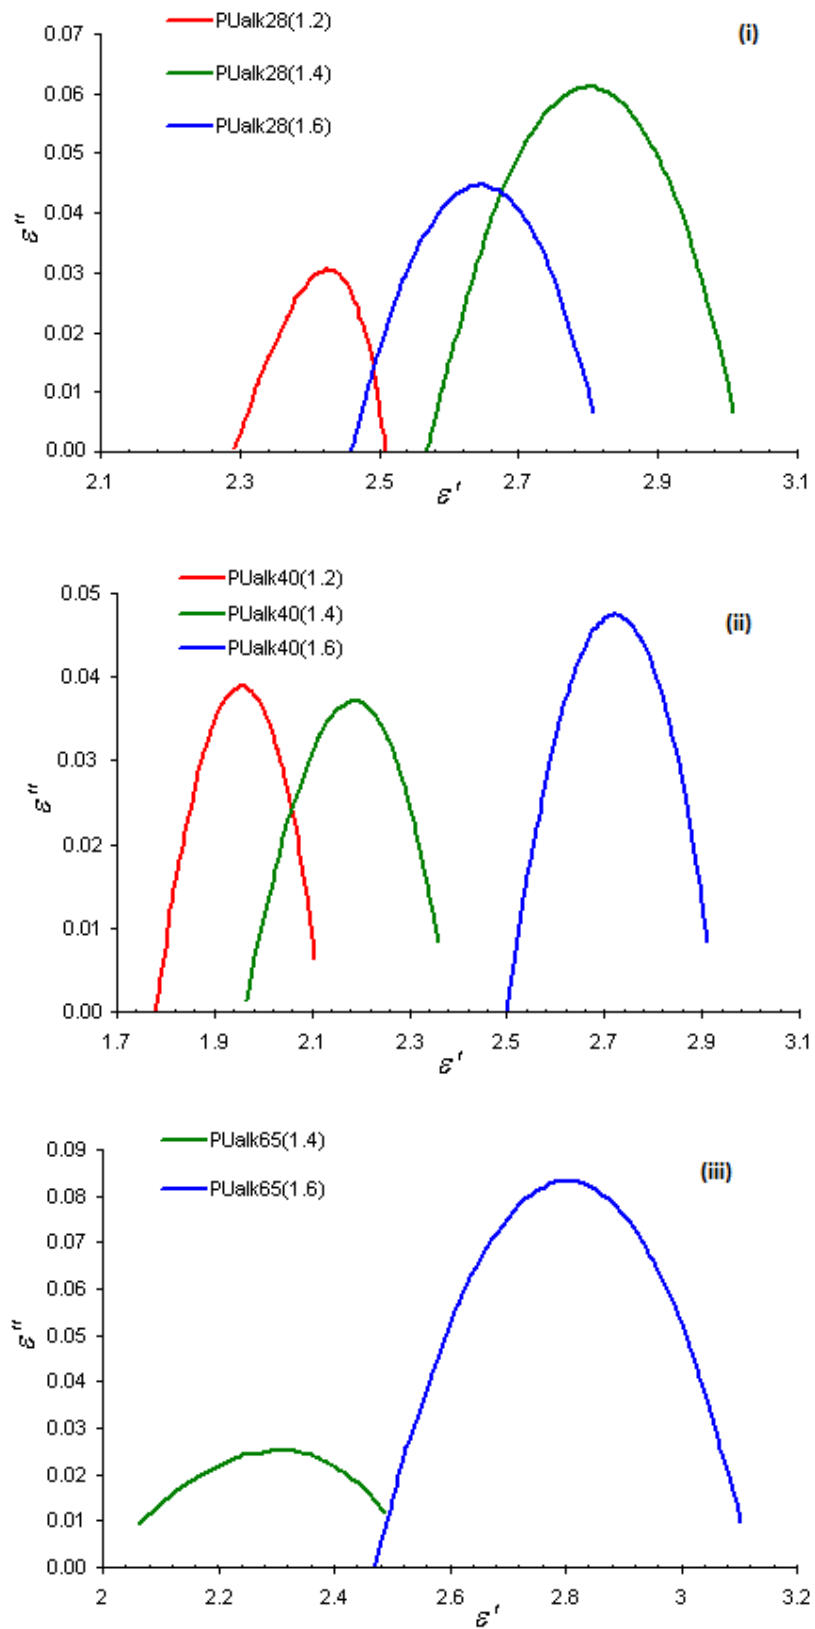 PUalk28(1.2)
(i)
PUalk28(1.4)
PUalk28(1.6)
0.07
0.06
0.05
0.04
0.03
0.02
0.01
0.00
ε''
2.1 2.3 2.5 2.7 2.9 3.1
ε'
PUalk40(1.2)
PUalk40(1.4)
PUalk40(1.6)
(ii)
0.05
0.04
0.03
0.02
0.01
0.00
ε''
1.7 1.9 2.1 2.3 2.5 2.7 2.9 3.1
ε'
PUalk65(1.4)
PUalk65(1.6)
(iii)
0.09
0.08
0.07
0.06
0.05
0.04
0.03
0.02
0.01
0.00
ε''
2 2.2 2.4 2.6 2.8 3 3.2
ε'